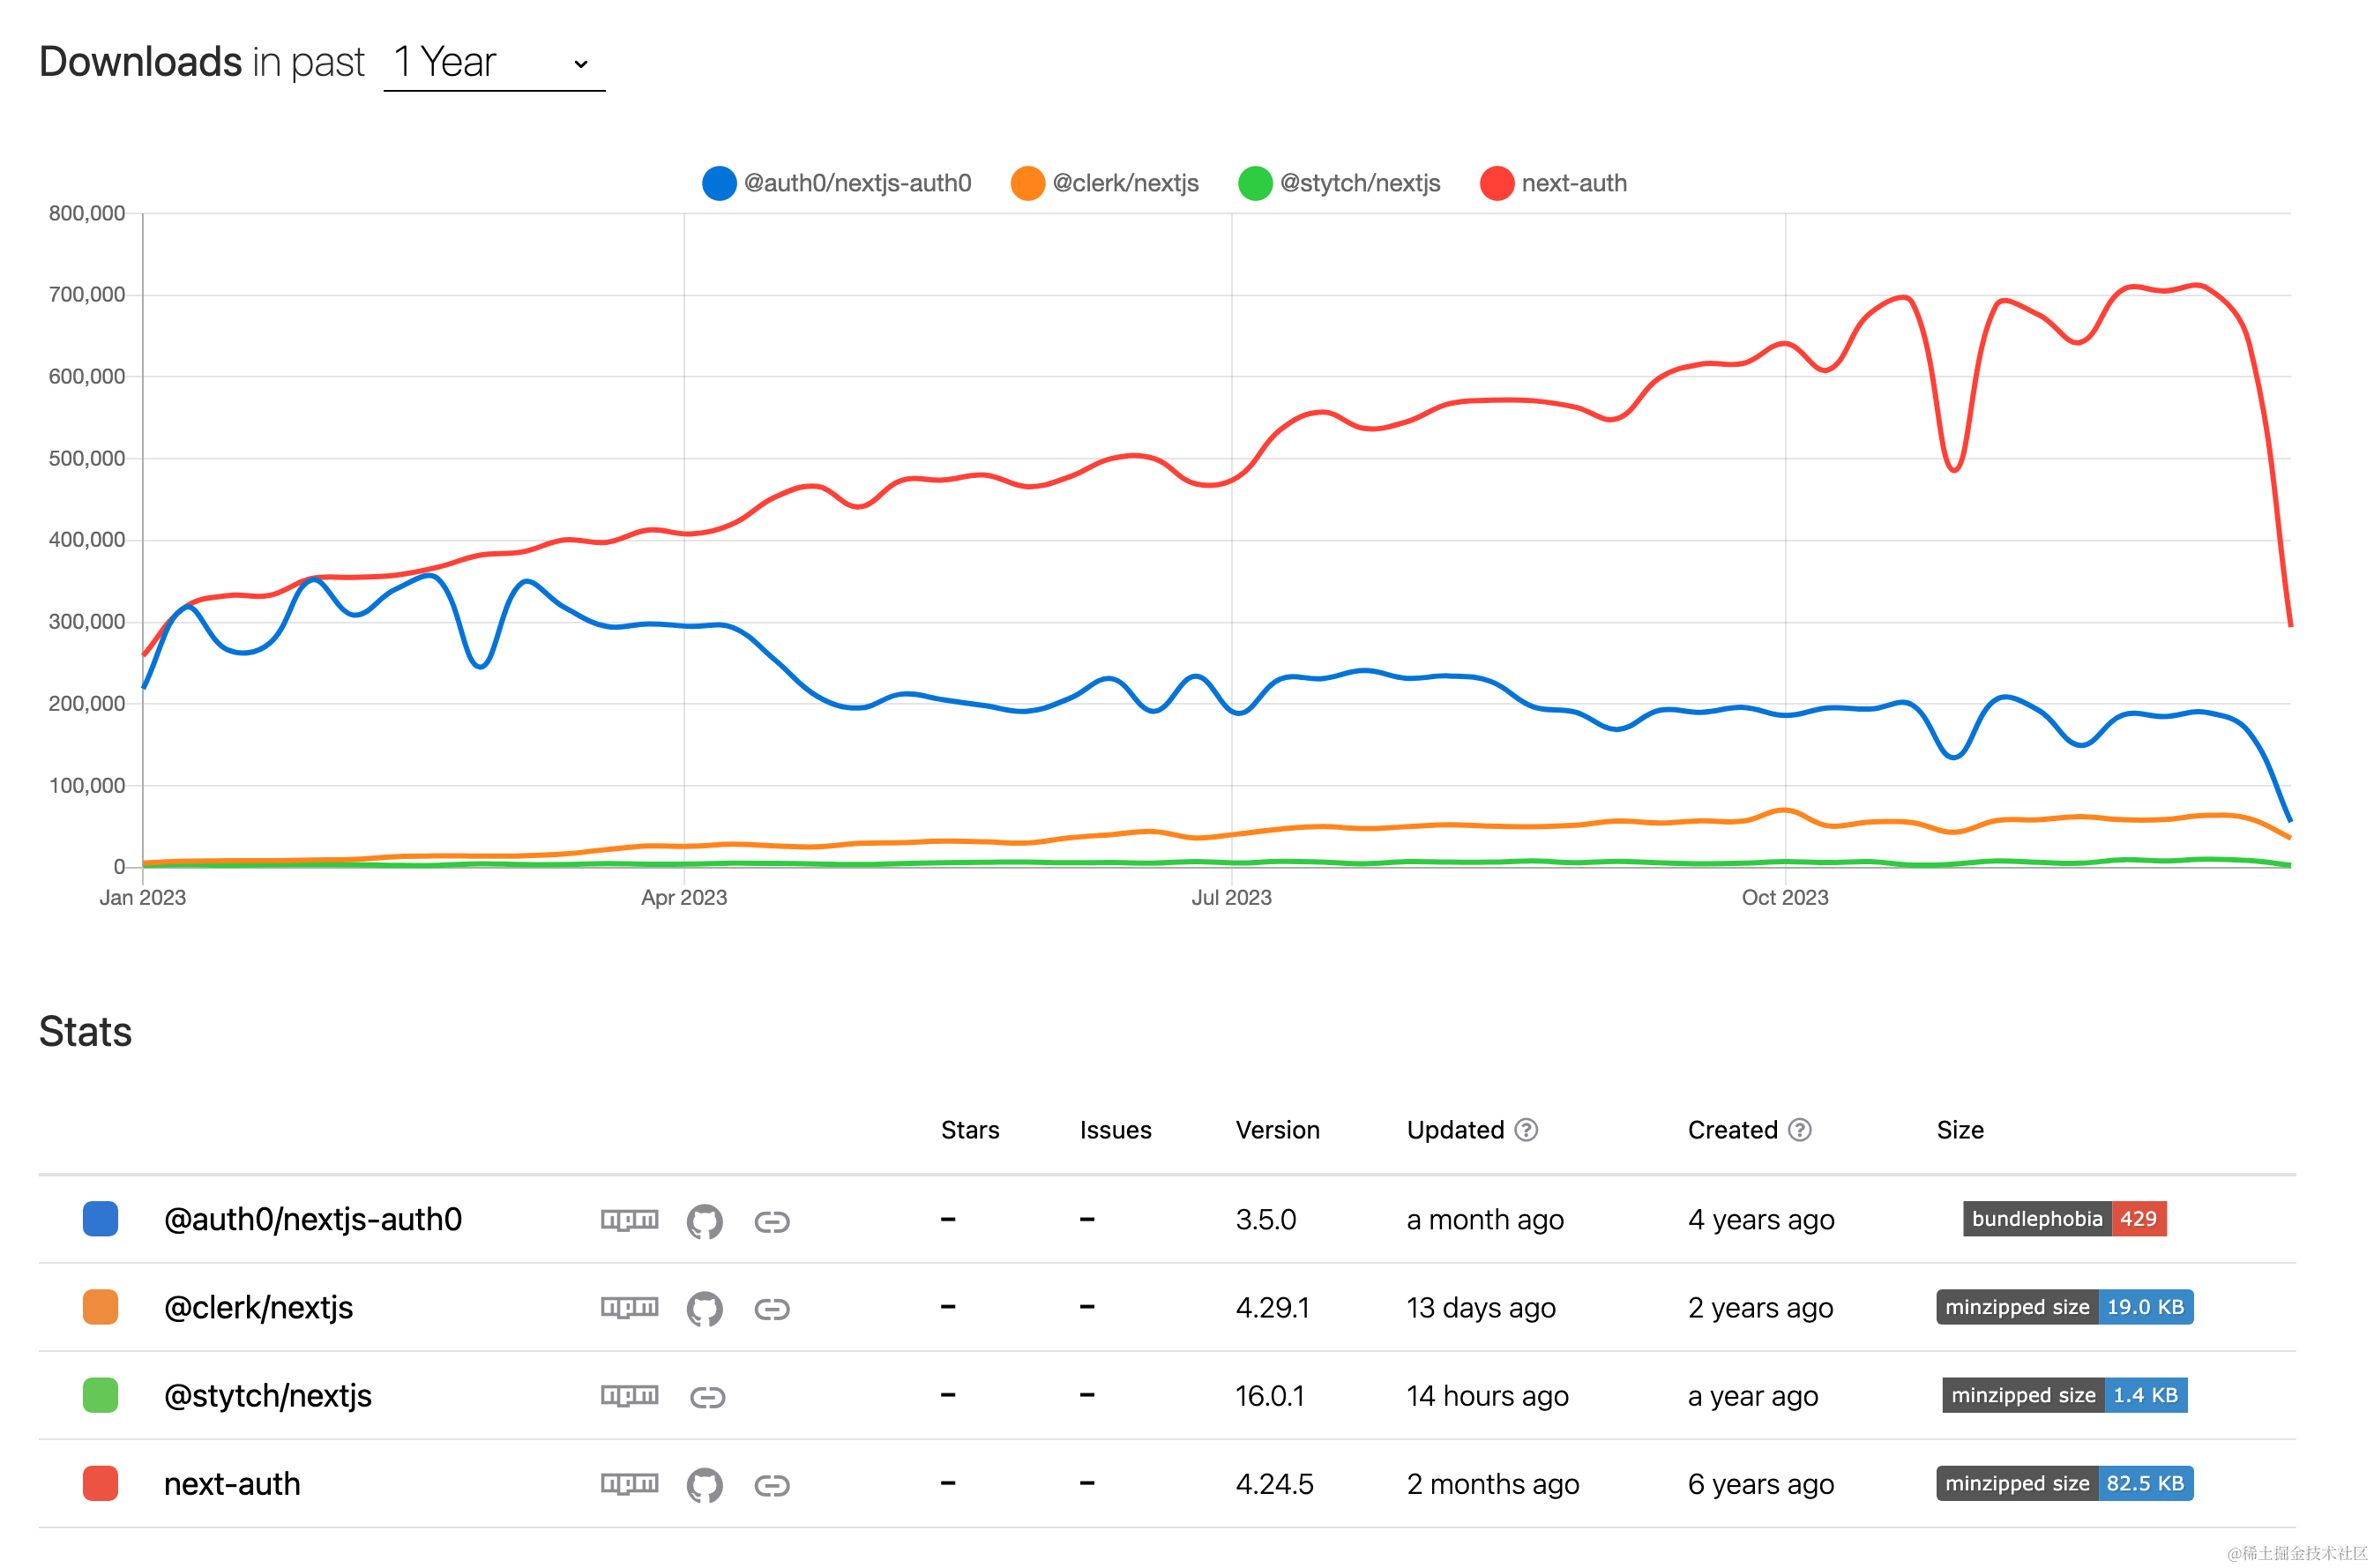 Downloads in past 1 Year
@auth0/nextjs-auth0 @clerk/nextjs @stytch/nextjs next-auth
800,000
700,000
600,000
500,000
400,000
300,000
200,000
100,000
0
Jan 2023 Apr 2023 Jul 2023 Oct 2023
Stats
Stars Issues Version Updated ? Created ? Size
@auth0/nextjs-auth0 npm – – 3.5.0 a month ago 4 years ago bundlephobia 429
@clerk/nextjs npm – – 4.29.1 13 days ago 2 years ago minzipped size 19.0 KB
@stytch/nextjs npm – – 16.0.1 14 hours ago a year ago minzipped size 1.4 KB
next-auth npm – – 4.24.5 2 months ago 6 years ago minzipped size 82.5 KB
@稀土掘金技术社区